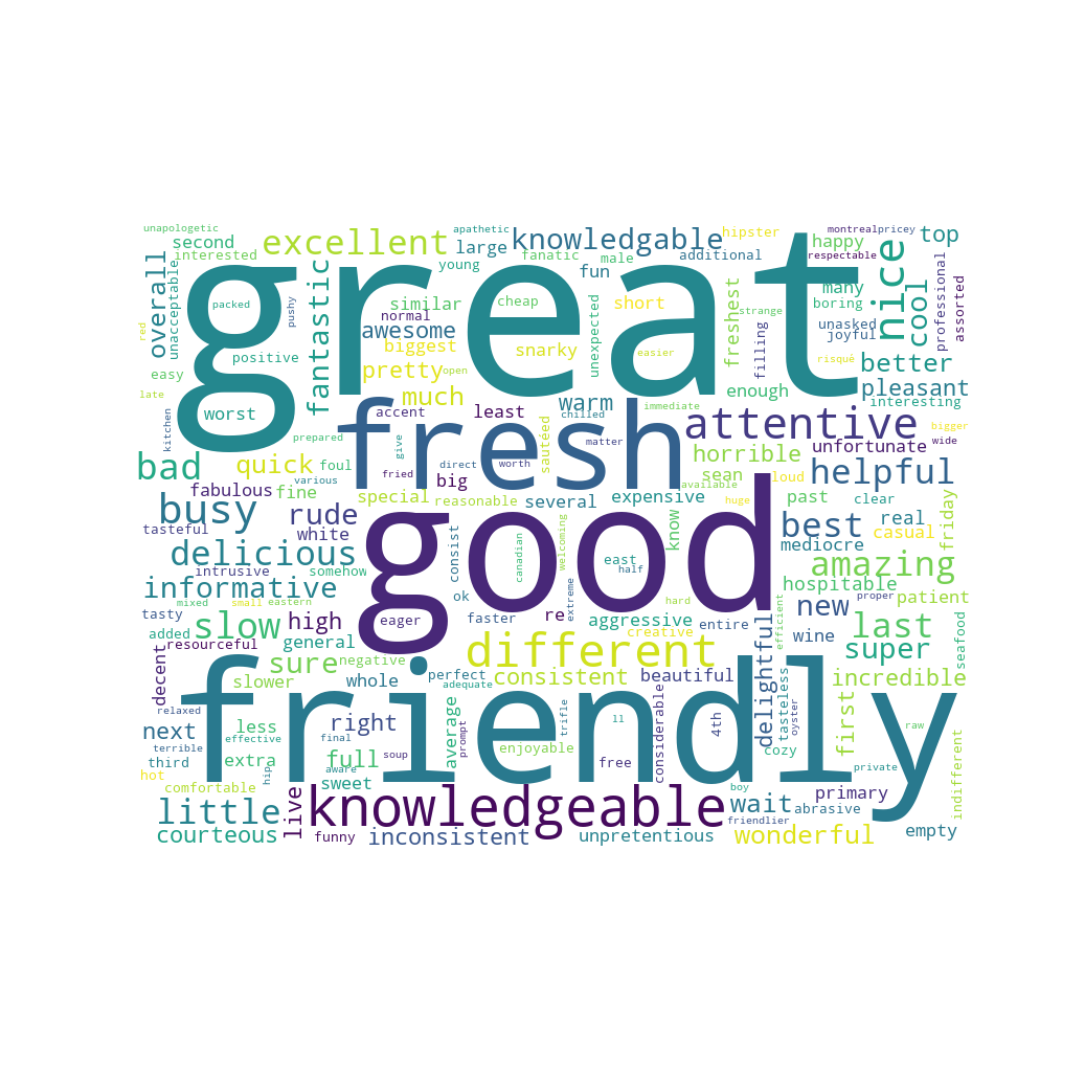 unapologetic
apathetic
montreal
pricey
second
excellent
large
knowledgable
hipster
happy
top
interested
fanatic
male
additional
respectable
great
nice
overall
unacceptable
fantastic
young
fun
many
cool
professional
assorted
packed
pushy
similar
cheap
unexpected
short
freshest
strange
boring
red
normal
awesome
snarky
filling
unasked
joyful
positive
biggest
easier
risqué
better
easy
pretty
open
enough
pleasant
late
much
warm
interesting
worst
accent
least
chilled
immediate
fresh
attentive
kitchen
prepared
give
sautéed
matter
horrible
unfortunate
bigger
wide
bad
quick
foul
fried
direct
worth
sean
loud
helpful
various
big
available
fabulous
fine
special
reasonable
several
expensive
huge
past
clear
friday
busy
rude
good
know
best
real
casual
tasteful
white
consist
canadian
welcoming
mediocre
delicious
east
amazing
intrusive
somehow
half
hospitable
informative
ok
extreme
hard
proper
patient
tasty
mixed
small
eastern
new
added
slow
high
eager
faster
re
aggressive
entire
delightful
efficient
wine
last
resourceful
general
different
creative
super
seafood
decent
sure
negative
perfect
consistent
beautiful
tasteless
incredible
slower
whole
adequate
considerable
friendly
relaxed
next
less
right
average
trifle
ll
4th
oyster
first
raw
terrible
effective
final
prompt
enjoyable
cozy
third
extra
full
soup
free
private
indifferent
hot
hip
aware
sweet
comfortable
boy
primary
little
live
knowledgeable
wait
abrasive
friendlier
courteous
funny
inconsistent
unpretentious
wonderful
empty